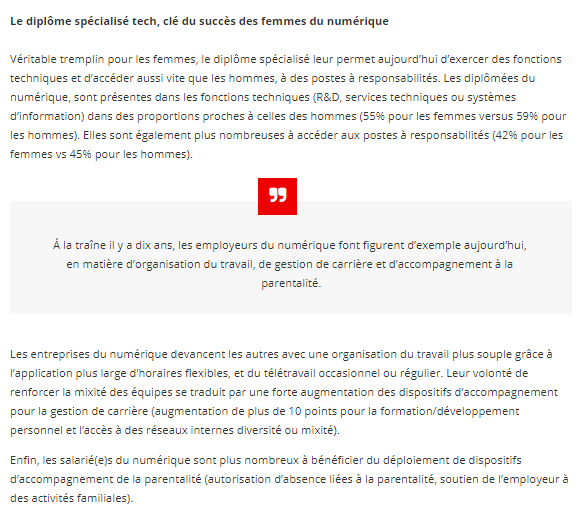 Le diplôme spécialisé tech, clé du succès des femmes du numérique
Véritable tremplin pour les femmes, le diplôme spécialisé leur permet aujourd’hui d’exercer des fonctions
techniques et d’accéder aussi vite que les hommes, à des postes à responsabilités. Les diplômées du
numérique, sont présentes dans les fonctions techniques (R&D, services techniques ou systèmes
d’information) dans des proportions proches à celles des hommes (55% pour les femmes versus 59% pour
les hommes). Elles sont également plus nombreuses à accéder aux postes à responsabilités (42% pour les
femmes vs 45% pour les hommes).
Á la traîne il y a dix ans, les employeurs du numérique font figurent d’exemple aujourd’hui,
en matière d’organisation du travail, de gestion de carrière et d’accompagnement à la
parentalité.
Les entreprises du numérique devancent les autres avec une organisation du travail plus souple grâce à
l’application plus large d’horaires flexibles, et du télétravail occasionnel ou régulier. Leur volonté de
renforcer la mixité des équipes se traduit par une forte augmentation des dispositifs d’accompagnement
pour la gestion de carrière (augmentation de plus de 10 points pour la formation/développement
personnel et l’accès à des réseaux internes diversité ou mixité).
Enfin, les salarié(e)s du numérique sont plus nombreux à bénéficier du déploiement de dispositifs
d’accompagnement de la parentalité (autorisation d’absence liées à la parentalité, soutien de l’employeur à
des activités familiales).